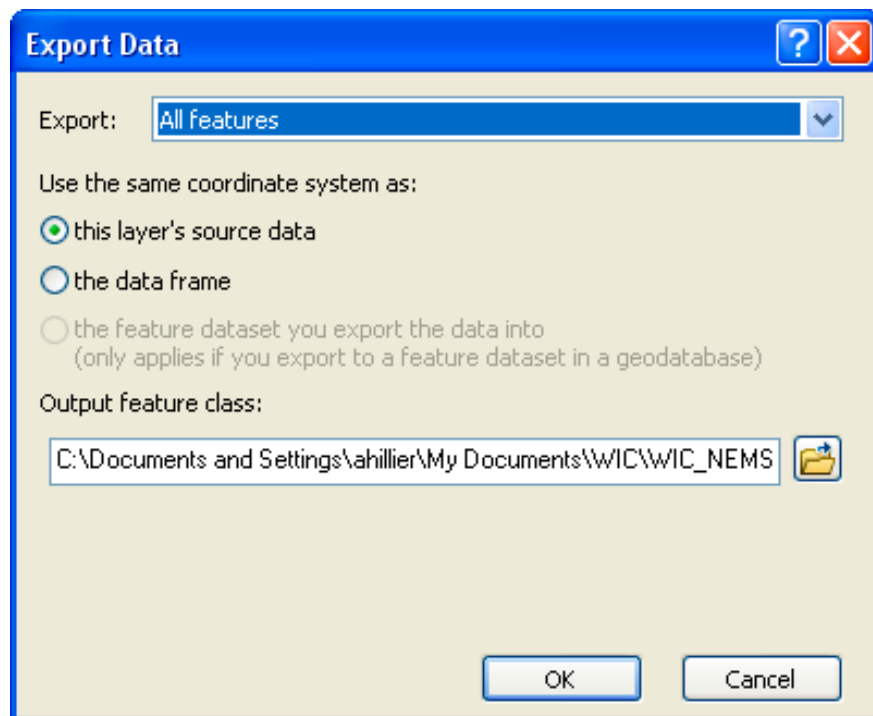 Export Data
Export: All features
Use the same coordinate system as:
this layer's source data
the data frame
the feature dataset you export the data into
(only applies if you export to a feature dataset in a geodatabase)
Output feature class:
C:\Documents and Settings\ahillier\My Documents\WIC\WIC_NEMS
OK Cancel